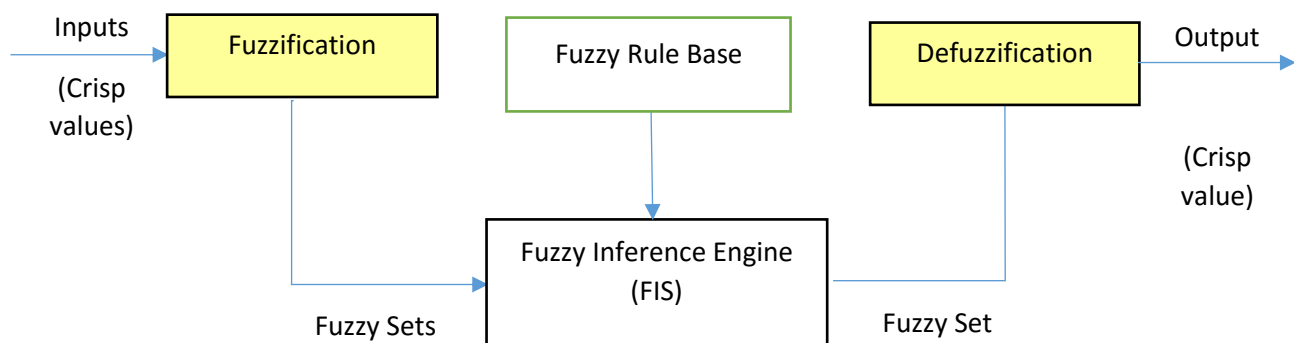 Inputs
(Crisp
values)
Fuzzification
Fuzzy Rule Base
Defuzzification
Output
(Crisp
value)
Fuzzy Inference Engine
(FIS)
Fuzzy Sets
Fuzzy Set